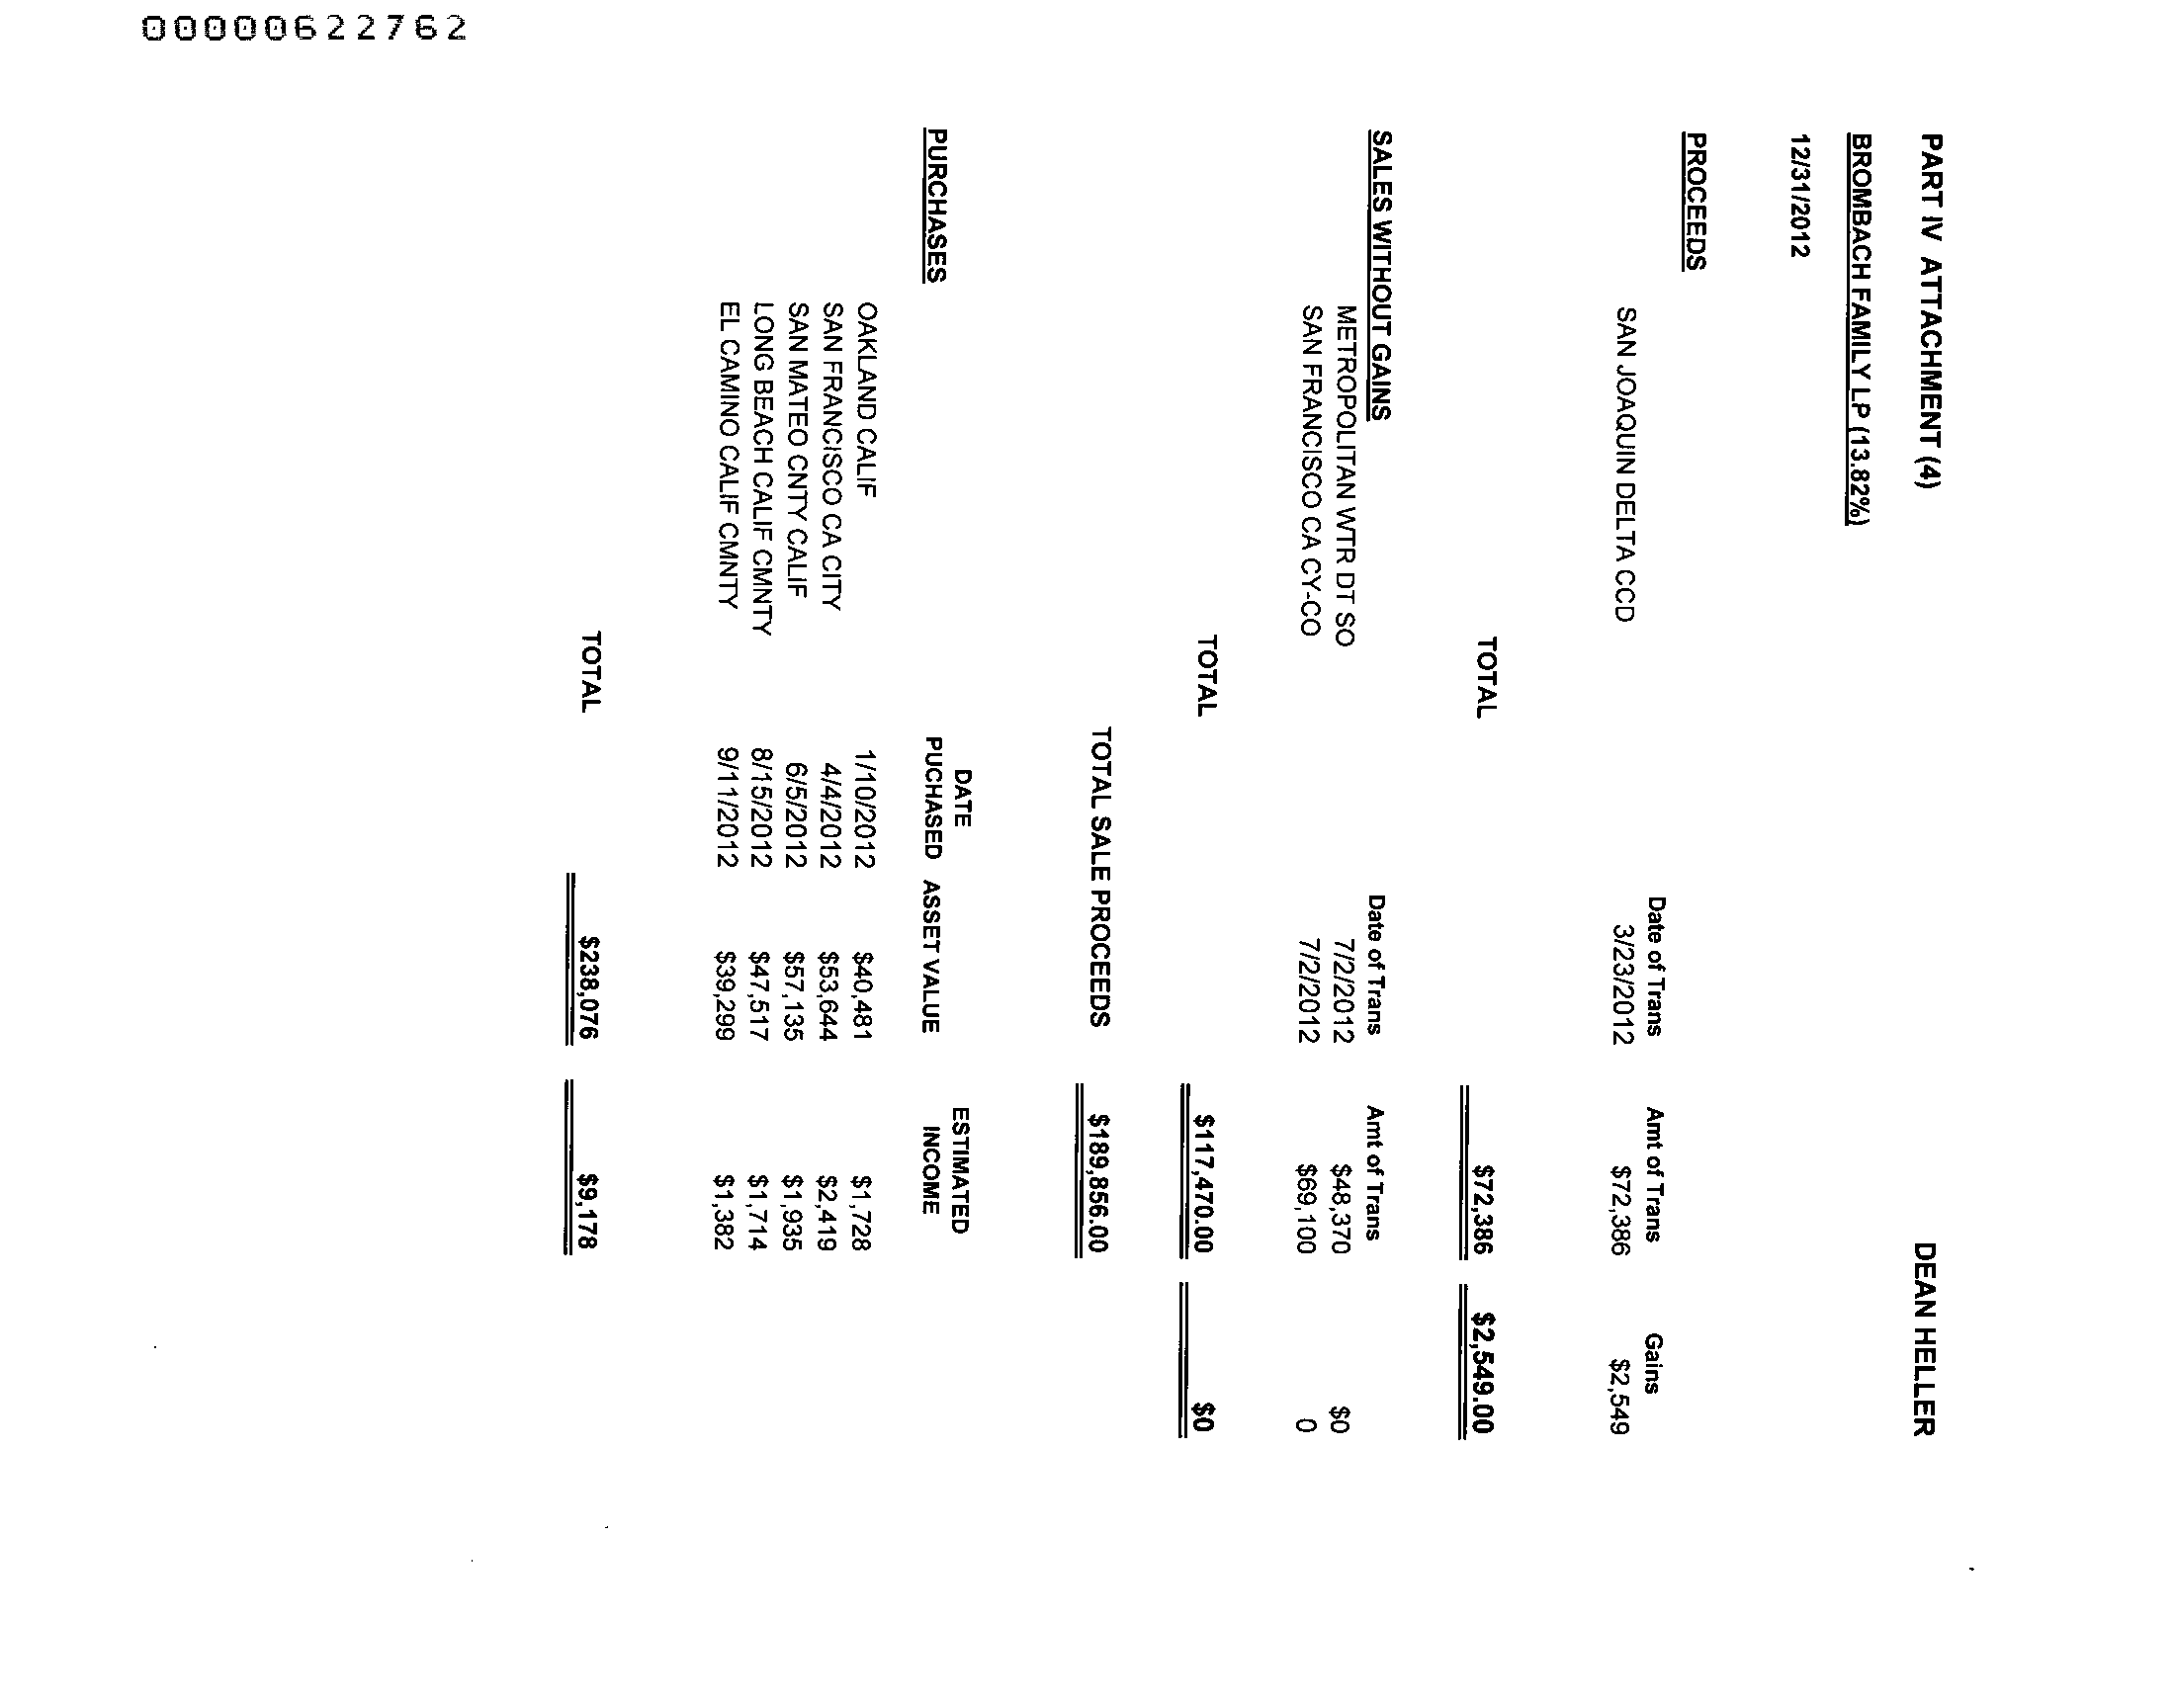 00000622762
PART IV ATTACHMENT (4) DEAN HELLER
BROMBACH FAMILY LP (13.82%)
12/31/2012
PROCEEDS
Date of Trans Amt of Trans Gains
SAN JOAQUIN DELTA CCD 3/23/2012 $72,386 $2,549
TOTAL $72,386 $2,549.00
SALES WITHOUT GAINS Date of Trans Amt of Trans
METROPOLITAN WTR DT SO 7/2/2012 $48,370 $0
SAN FRANCISCO CA CY-CO 7/2/2012 $69,100 0
TOTAL $117,470.00 $0
TOTAL SALE PROCEEDS $189,856.00
DATE ESTIMATED
PURCHASES PUCHASED ASSET VALUE INCOME
OAKLAND CALIF 1/10/2012 $40,481 $1,728
SAN FRANCISCO CA CITY 4/4/2012 $53,644 $2,419
SAN MATEO CNTY CALIF 6/5/2012 $57,135 $1,935
LONG BEACH CALIF CMNTY 8/15/2012 $47,517 $1,714
EL CAMINO CALIF CMNTY 9/11/2012 $39,299 $1,382
TOTAL $238,076 $9,178